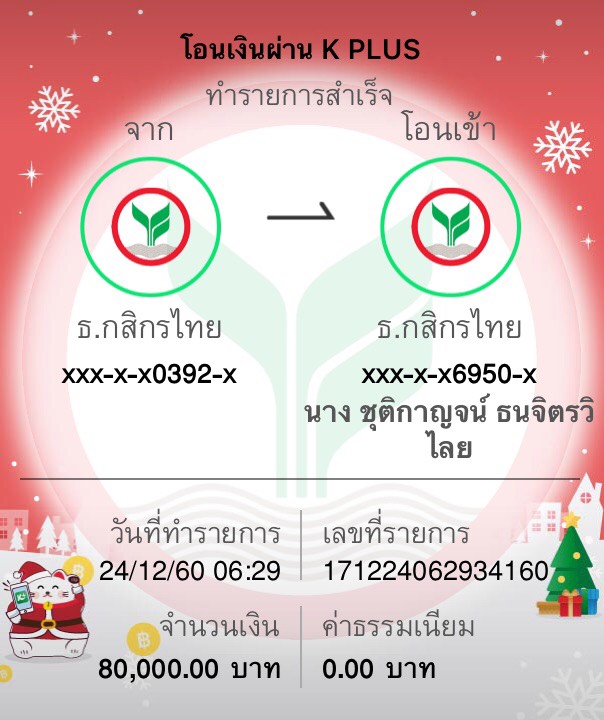 โอนเงินผ่าน K PLUS
ทำรายการสำเร็จ
จาก
โอนเข้า
ธ.กสิกรไทย
ธ.กสิกรไทย
xxx-x-x0392-x
xxx-x-x6950-x
นาง ชุติกาญจน์ ธนจิตรวิ
ไลย
วันที่ทำรายการ
เลขที่รายการ
24/12/60 06:29
171224062934160
จำนวนเงิน
ค่าธรรมเนียม
80,000.00 บาท
0.00 บาท
K+